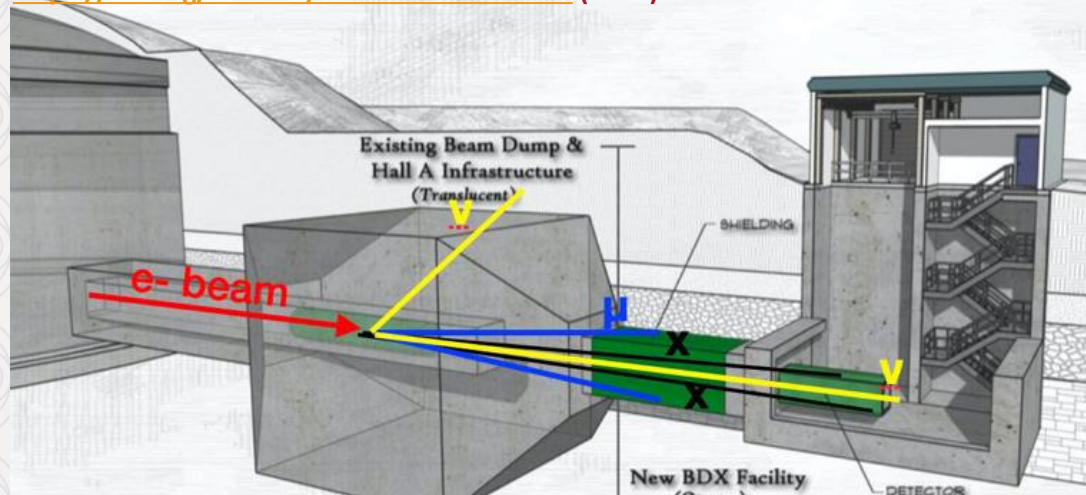 Existing Beam Dump &
Hall A Infrastructure
(Translucent)
ν
SHIELDING
e- beam
μ
X
ν
X
New BDX Facility
DETECTOR